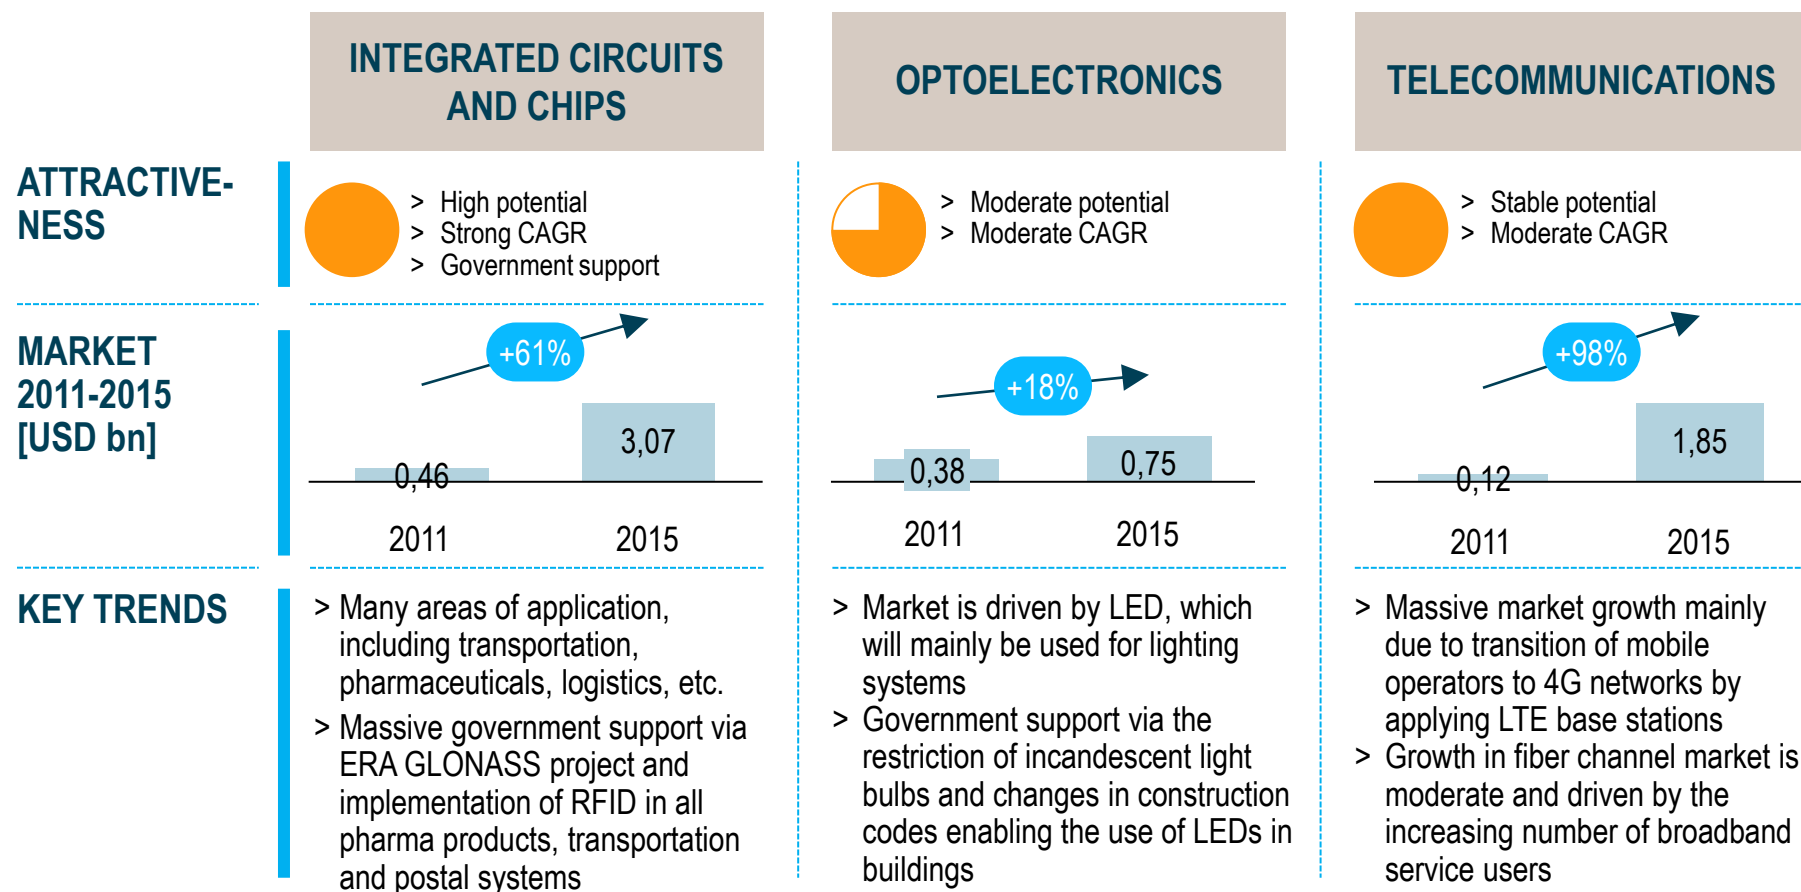 INTEGRATED CIRCUITS
AND CHIPS
OPTOELECTRONICS
TELECOMMUNICATIONS
ATTRACTIVE-
NESS
> High potential
> Strong CAGR
> Government support
> Moderate potential
> Moderate CAGR
> Stable potential
> Moderate CAGR
MARKET
2011-2015
[USD bn]
+61%
0,46
3,07
2011
2015
+18%
0,38
0,75
2011
2015
+98%
0,12
1,85
2011
2015
KEY TRENDS
> Many areas of application,
including transportation,
pharmaceuticals, logistics, etc.
> Massive government support via
ERA GLONASS project and
implementation of RFID in all
pharma products, transportation
and postal systems
> Market is driven by LED, which
will mainly be used for lighting
systems
> Government support via the
restriction of incandescent light
bulbs and changes in construction
codes enabling the use of LEDs in
buildings
> Massive market growth mainly
due to transition of mobile
operators to 4G networks by
applying LTE base stations
> Growth in fiber channel market is
moderate and driven by the
increasing number of broadband
service users